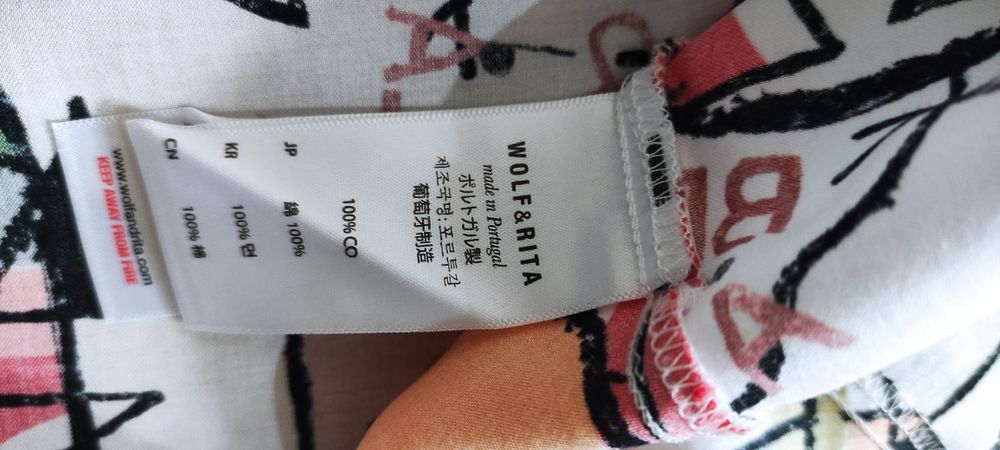 WOLF&RITA
made in Portugal
ポルトガル製
제조국명:포르투갈
葡萄牙制造
100% CO
JP 綿 100%
KR 100% 면
CN 100% 棉
www.wolfandrita.com
KEEP AWAY FROM FIRE
A
B
A